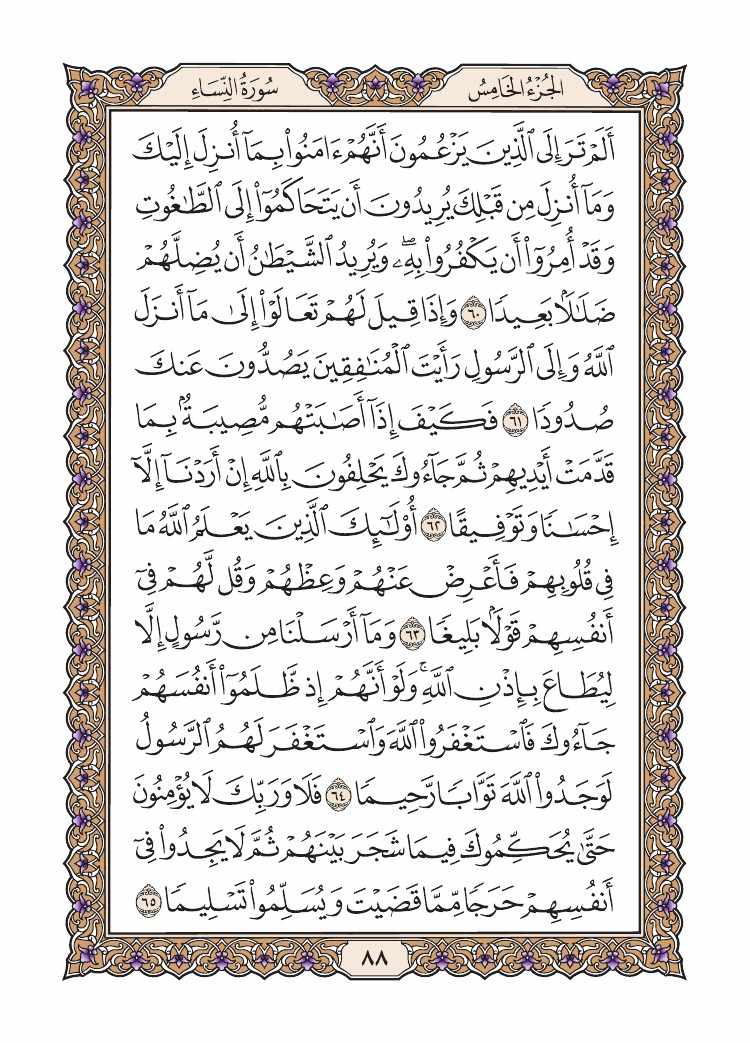 الجُزْءُ الخَامِسُ
سُورَةُ النِّسَاءِ
أَلَمۡ تَرَ إِلَى ٱلَّذِينَ يَزۡعُمُونَ أَنَّهُمۡ ءَامَنُواْ بِمَآ أُنزِلَ إِلَيۡكَ
وَمَآ أُنزِلَ مِن قَبۡلِكَ يُرِيدُونَ أَن يَتَحَاكَمُوٓاْ إِلَى ٱلطَّٰغُوتِ
وَقَدۡ أُمِرُوٓاْ أَن يَكۡفُرُواْ بِهِۦۖ وَيُرِيدُ ٱلشَّيۡطَٰنُ أَن يُضِلَّهُمۡ
ضَلَٰلَۢا بَعِيدٗا ٦٠ وَإِذَا قِيلَ لَهُمۡ تَعَالَوۡاْ إِلَىٰ مَآ أَنزَلَ
ٱللَّهُ وَإِلَى ٱلرَّسُولِ رَأَيۡتَ ٱلۡمُنَٰفِقِينَ يَصُدُّونَ عَنكَ
صُدُودٗا ٦١ فَكَيۡفَ إِذَآ أَصَٰبَتۡهُم مُّصِيبَةُۢ بِمَا
قَدَّمَتۡ أَيۡدِيهِمۡ ثُمَّ جَآءُوكَ يَحۡلِفُونَ بِٱللَّهِ إِنۡ أَرَدۡنَآ إِلَّآ
إِحۡسَٰنٗا وَتَوۡفِيقًا ٦٢ أُوْلَٰٓئِكَ ٱلَّذِينَ يَعۡلَمُ ٱللَّهُ مَا
فِي قُلُوبِهِمۡ فَأَعۡرِضۡ عَنۡهُمۡ وَعِظۡهُمۡ وَقُل لَّهُمۡ فِيٓ
أَنفُسِهِمۡ قَوۡلَۢا بَلِيغٗا ٦٣ وَمَآ أَرۡسَلۡنَا مِن رَّسُولٍ إِلَّا
لِيُطَاعَ بِإِذۡنِ ٱللَّهِۚ وَلَوۡ أَنَّهُمۡ إِذ ظَّلَمُوٓاْ أَنفُسَهُمۡ
جَآءُوكَ فَٱسۡتَغۡفَرُواْ ٱللَّهَ وَٱسۡتَغۡفَرَ لَهُمُ ٱلرَّسُولُ
لَوَجَدُواْ ٱللَّهَ تَوَّابٗا رَّحِيمٗا ٦٤ فَلَا وَرَبِّكَ لَا يُؤۡمِنُونَ
حَتَّىٰ يُحَكِّمُوكَ فِيمَا شَجَرَ بَيۡنَهُمۡ ثُمَّ لَا يَجِدُواْ فِيٓ
أَنفُسِهِمۡ حَرَجٗا مِّمَّا قَضَيۡتَ وَيُسَلِّمُواْ تَسۡلِيمٗا ٦٥
٨٨